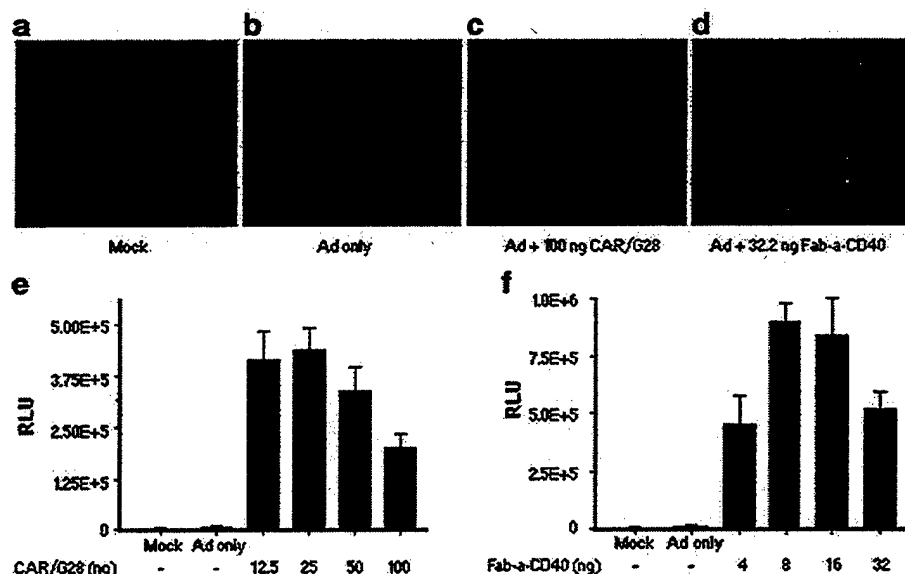 a b c d
Mock Ad only Ad + 100 ng CAR/G28 Ad + 32.2 ng Fab-a-CD40
e
RLU
5.00E+5
3.75E+5
2.50E+5
1.25E+5
0
Mock Ad only
CAR/G28 (ng) - - 12.5 25 50 100
f
RLU
1.0E+6
7.5E+5
5.0E+5
2.5E+5
0
Mock Ad only
Fab-a-CD40 (ng) - - 4 8 16 32